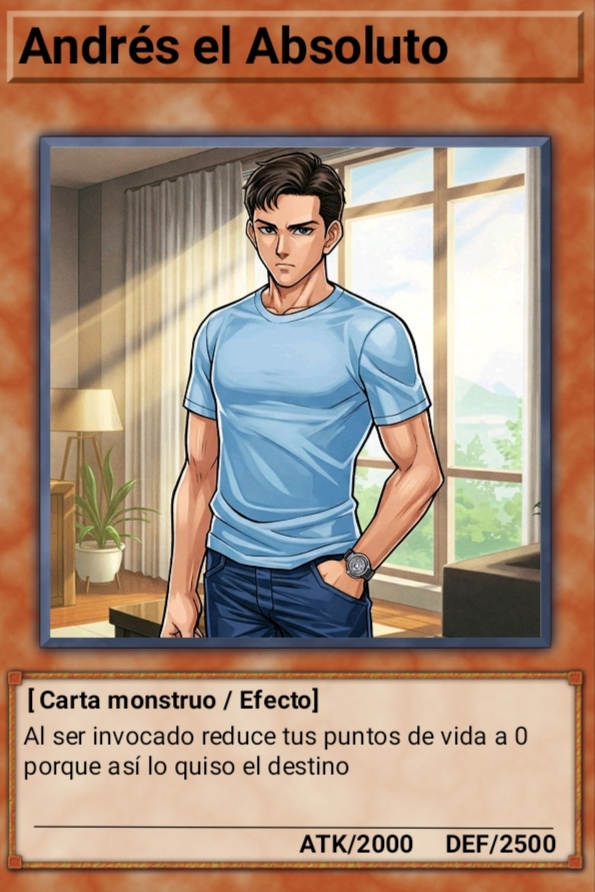 Andrés el Absoluto
[Carta monstruo / Efecto]
Al ser invocado reduce tus puntos de vida a 0
porque así lo quiso el destino
ATK/2000 DEF/2500